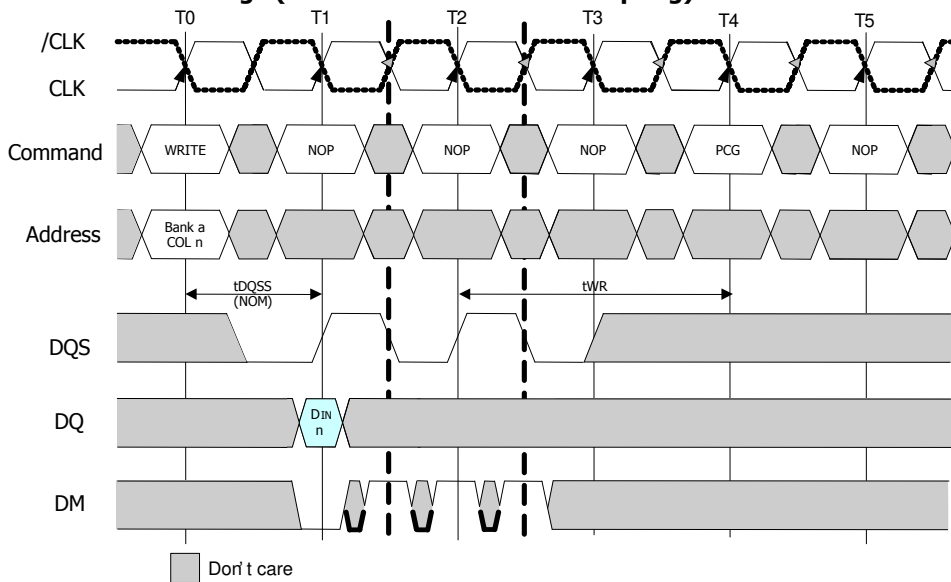 T0 T1 T2 T3 T4 T5
/CLK
CLK
Command WRITE NOP NOP NOP PCG NOP
Address Bank a
COL n
tDQSS
(NOM)
tWR
DQS
DQ DIN
n
DM
Don't care